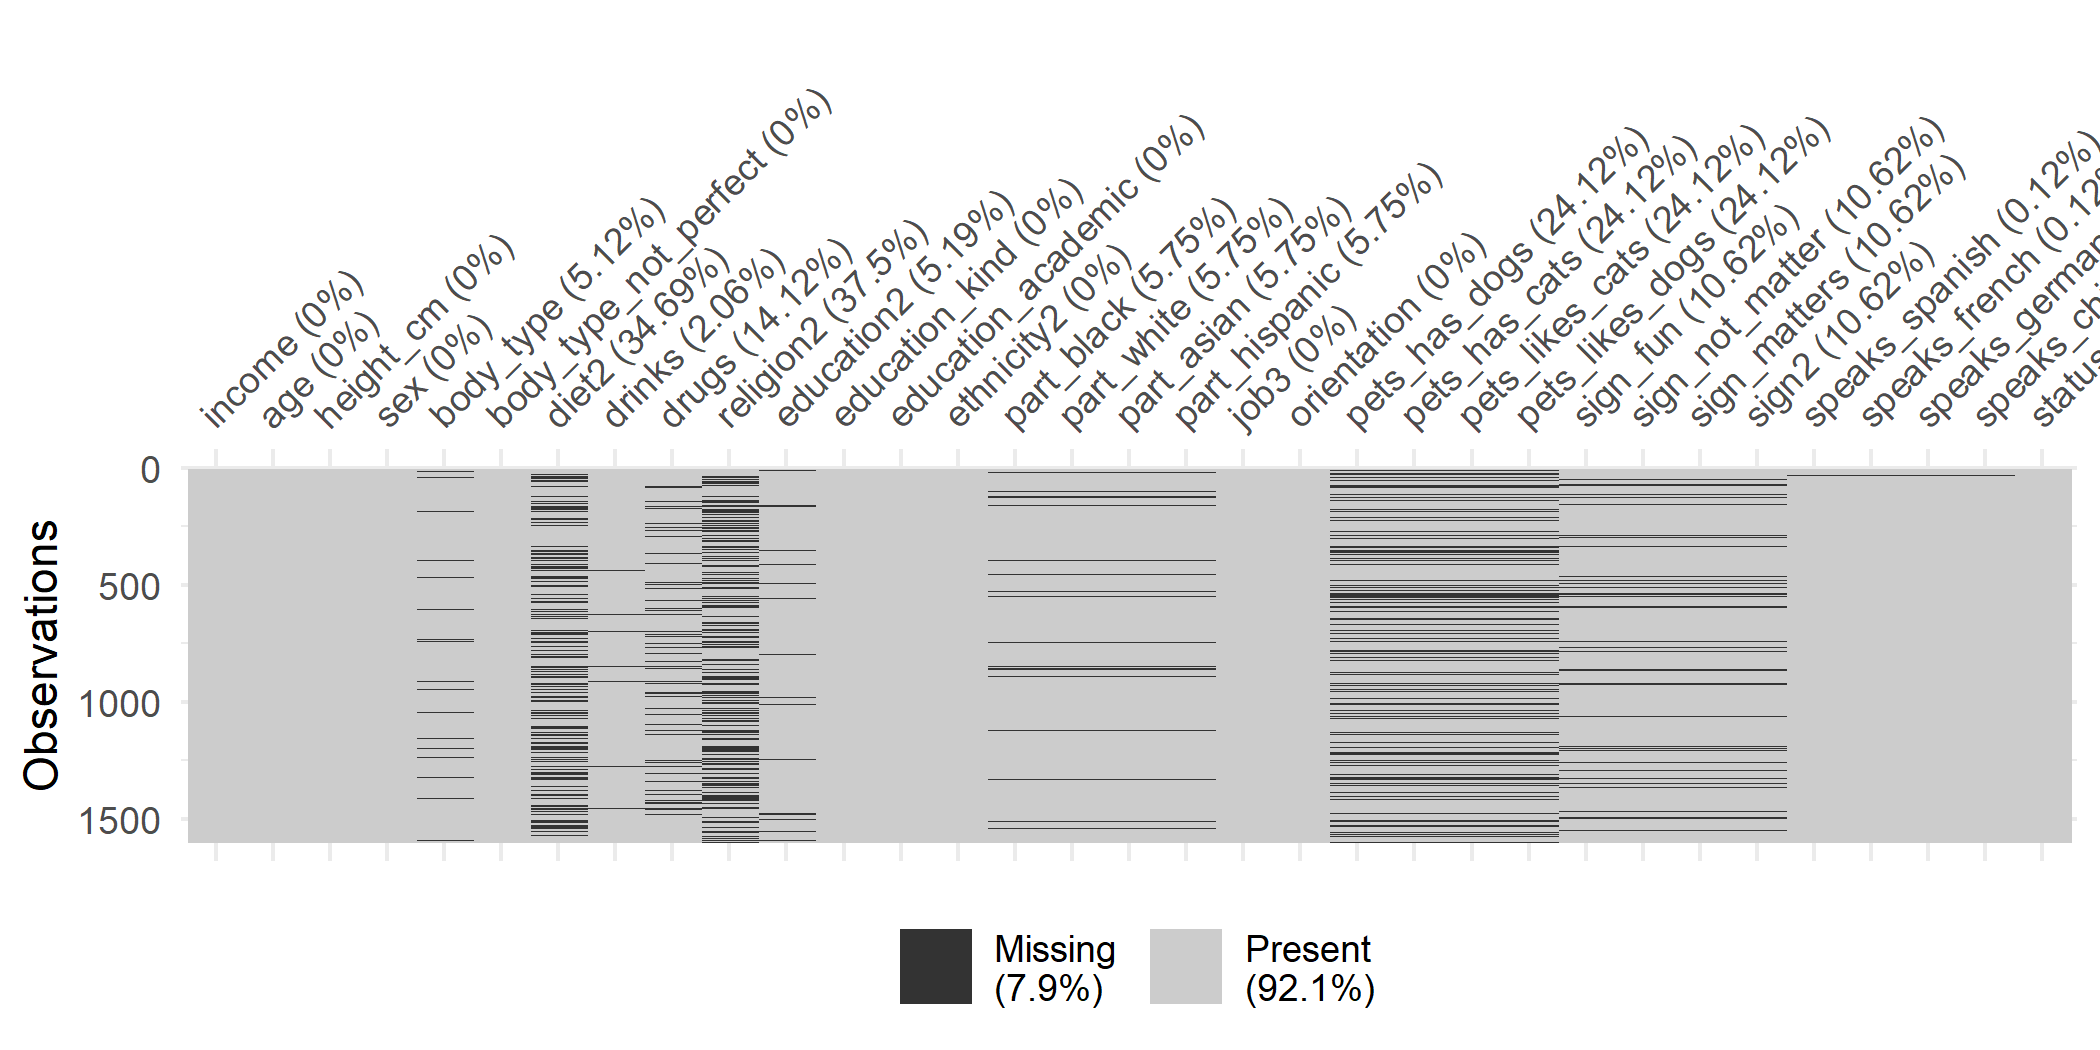 income (0%)
age (0%)
height_cm (0%)
sex (0%)
body_type (5.12%)
body_type_not_perfect (0%)
diet2 (34.69%)
drinks (2.06%)
drugs (14.12%)
religion2 (37.5%)
education2 (5.19%)
education_kind (0%)
education_academic (0%)
ethnicity2 (0%)
part_black (5.75%)
part_white (5.75%)
part_asian (5.75%)
part_hispanic (5.75%)
job3 (0%)
orientation (0%)
pets_has_dogs (24.12%)
pets_has_cats (24.12%)
pets_likes_cats (24.12%)
pets_likes_dogs (24.12%)
sign_fun (10.62%)
sign_not_matter (10.62%)
sign_matters (10.62%)
sign2 (10.62%)
speaks_spanish (0.12%)
speaks_french (0.12%
speaks_german
speaks_chi
status
0
500
1000
1500
Observations
Missing
(7.9%)
Present
(92.1%)